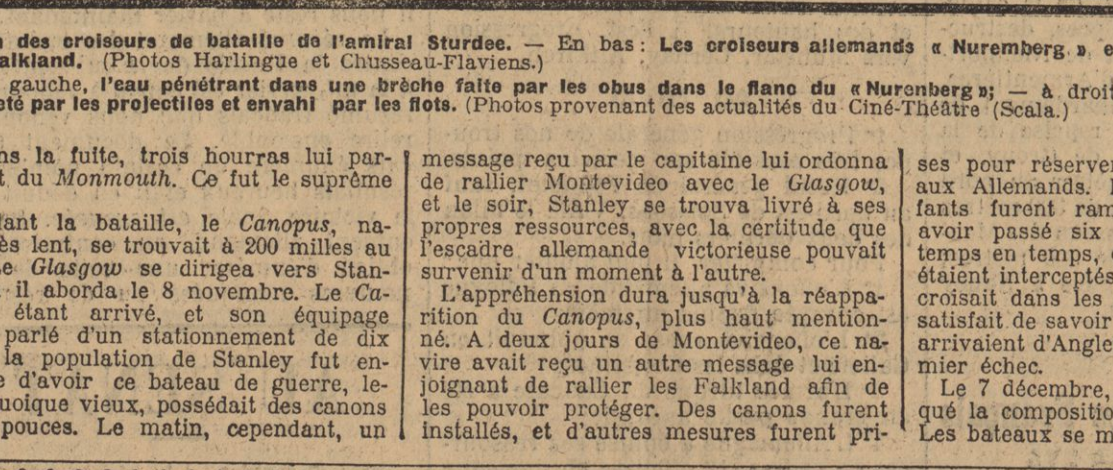 des croiseurs de bataille de l'amiral Sturdee. — En bas : Les croiseurs allemands « Nuremberg », e
alkland. (Photos Harlingue et Chusseau-Flaviens.)
gauche, l'eau pénétrant dans une brèche faite par les obus dans le flanc du « Nurenberg »; — à droit
eté par les projectiles et envahi par les flots. (Photos provenant des actualités du Ciné-Théâtre (Scala.)
ns la fuite, trois hourras lui par-
t du Monmouth. Ce fut le suprême
lant la bataille, le Canopus, na-
ès lent, se trouvait à 200 milles au
e Glasgow se dirigea vers Stan-
il aborda le 8 novembre. Le Ca-
étant arrivé, et son équipage
parlé d'un stationnement de dix
la population de Stanley fut en-
e d'avoir ce bateau de guerre, le-
uoique vieux, possédait des canons
pouces. Le matin, cependant, un
message reçu par le capitaine lui ordonna
de rallier Montevideo avec le Glasgow,
et le soir, Stanley se trouva livré à ses
propres ressources, avec la certitude que
l'escadre allemande victorieuse pouvait
survenir d'un moment à l'autre.
L'appréhension dura jusqu'à la réappa-
rition du Canopus, plus haut mention-
né. A deux jours de Montevideo, ce na-
vire avait reçu un autre message lui en-
joignant de rallier les Falkland afin de
les pouvoir protéger. Des canons furent
installés, et d'autres mesures furent pri-
ses pour réserver
aux Allemands.
fants furent ram
avoir passé six
temps en temps,
étaient interceptés
croisait dans les
satisfait de savoir
arrivaient d'Angle
mier échec.
Le 7 décembre,
qué la compositio
Les bateaux se m